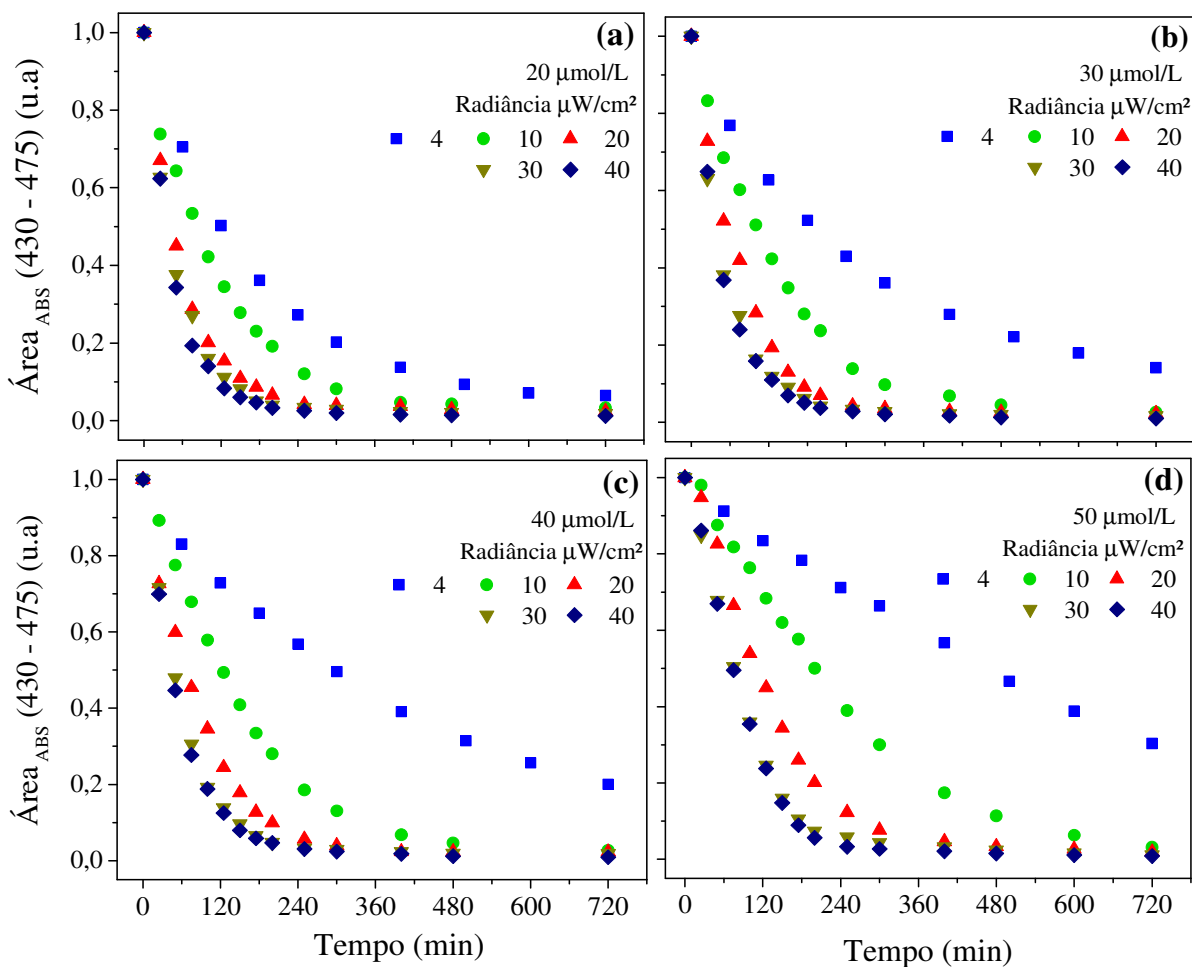 (a)
20 μmol/L
Radiância μW/cm²
4 10 20
30 40
1,0
0,8
0,6
0,4
0,2
0,0
Área ABS (430 - 475) (u.a)
(b)
30 μmol/L
Radiância μW/cm²
4 10 20
30 40
(c)
40 μmol/L
Radiância μW/cm²
4 10 20
30 40
1,0
0,8
0,6
0,4
0,2
0,0
Área ABS (430 - 475) (u.a)
0 120 240 360 480 600 720
Tempo (min)
(d)
50 μmol/L
Radiância μW/cm²
4 10 20
30 40
0 120 240 360 480 600 720
Tempo (min)